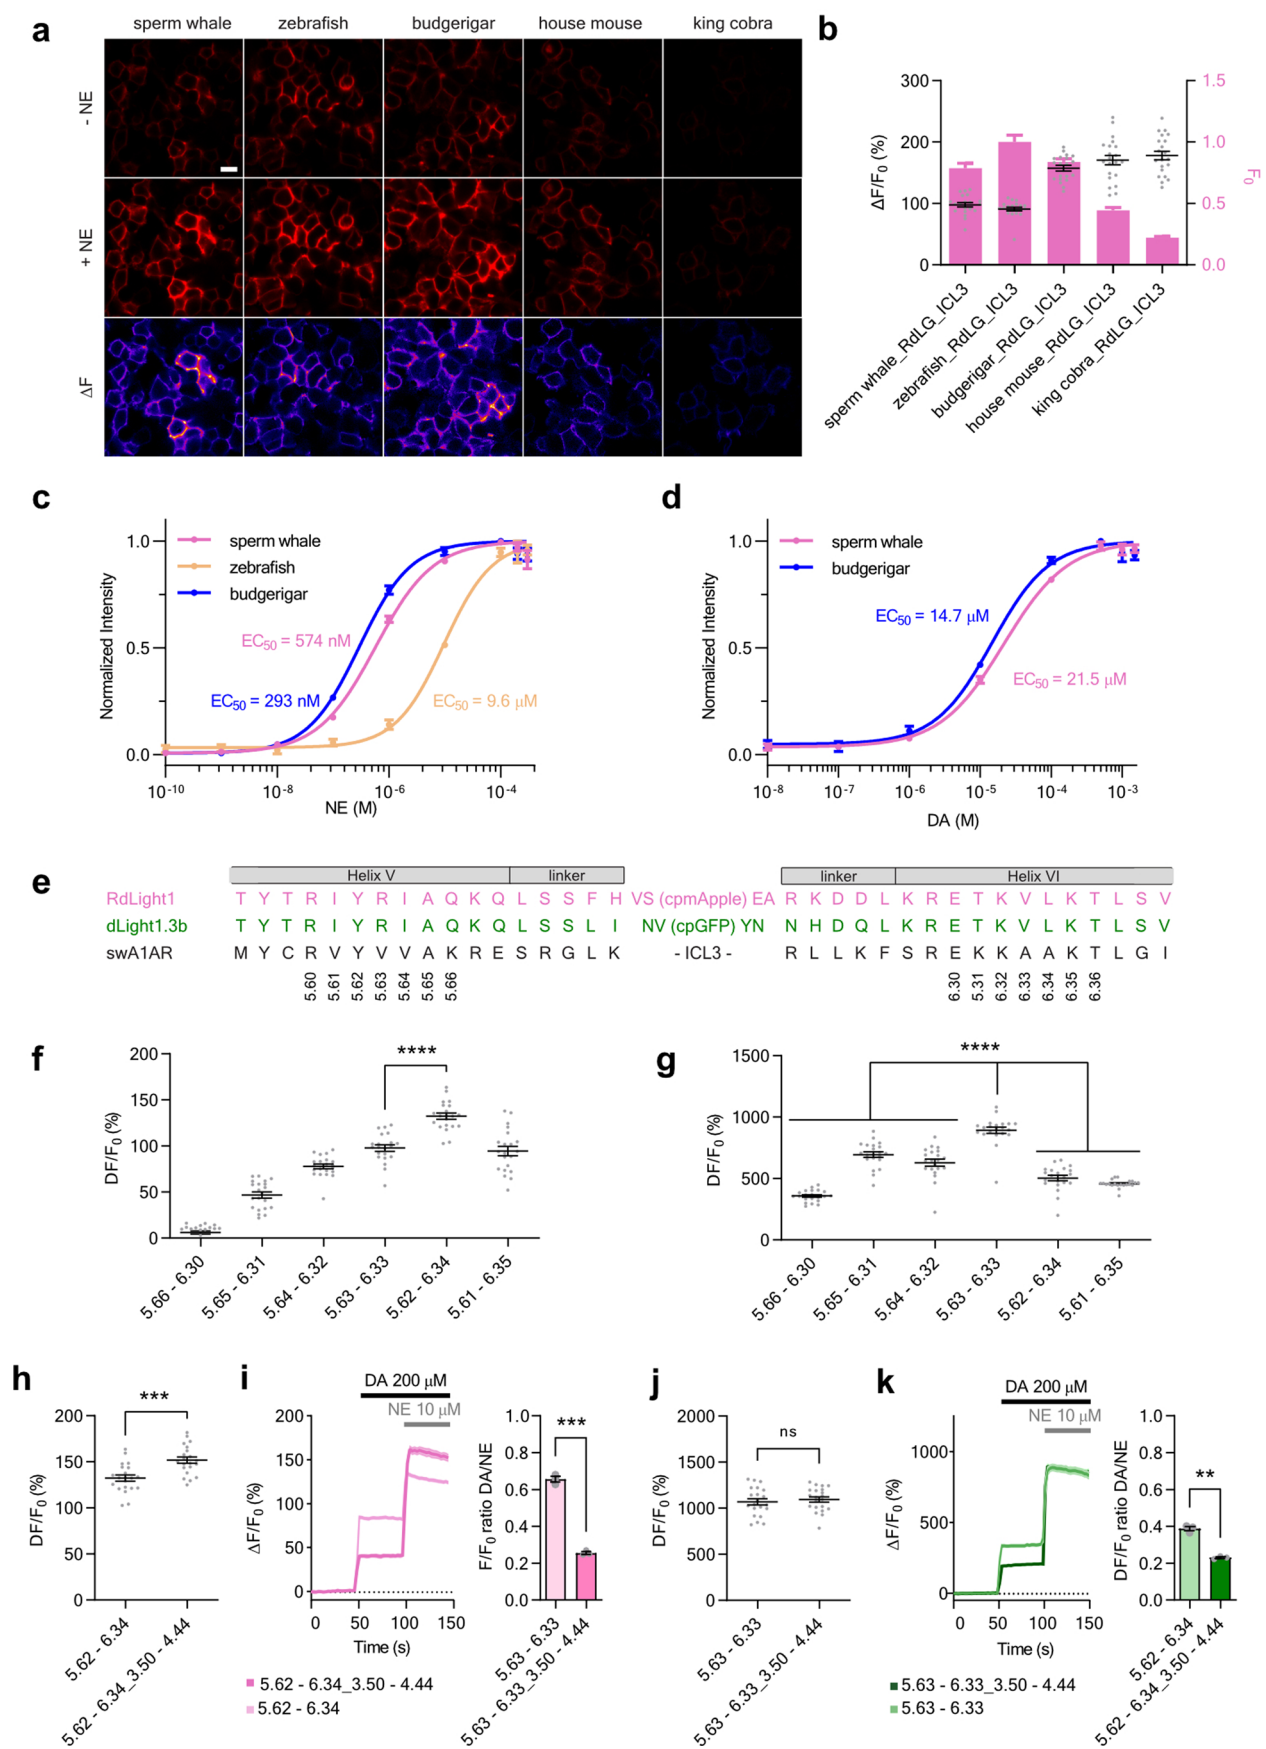 a
sperm whale zebrafish budgerigar house mouse king cobra
- NE
+ NE
ΔF
b
300
200
100
0
ΔF/F0 (%)
1.5
1.0
0.5
0.0
F0
sperm whale_RdLG_ICL3
zebrafish_RdLG_ICL3
budgerigar_RdLG_ICL3
house mouse_RdLG_ICL3
king cobra_RdLG_ICL3
c
1.0
0.5
0.0
Normalized Intensity
sperm whale
zebrafish
budgerigar
EC50 = 574 nM
EC50 = 293 nM
EC50 = 9.6 μM
10-10 10-8 10-6 10-4
NE (M)
d
1.0
0.5
0.0
Normalized Intensity
sperm whale
budgerigar
EC50 = 14.7 μM
EC50 = 21.5 μM
10-8 10-7 10-6 10-5 10-4 10-3
DA (M)
e
Helix V linker linker Helix VI
RdLight1 T Y T R I Y R I A Q K Q L S S F H VS (cpmApple) EA R K D D L K R E T K V L K T L S V
dLight1.3b T Y T R I Y R I A Q K Q L S S L I NV (cpGFP) YN N H D Q L K R E T K V L K T L S V
swA1AR M Y C R V Y V V A K R E S R G L K - ICL3 - R L L K F S R E K K A A K T L G I
5.60 5.61 5.62 5.63 5.64 5.65 5.66 6.30 5.31 6.32 6.33 6.34 6.35 6.36
f
200
150
100
50
0
DF/F0 (%)
****
5.66 - 6.30
5.65 - 6.31
5.64 - 6.32
5.63 - 6.33
5.62 - 6.34
5.61 - 6.35
g
1500
1000
500
0
DF/F0 (%)
****
5.66 - 6.30
5.65 - 6.31
5.64 - 6.32
5.63 - 6.33
5.62 - 6.34
5.61 - 6.35
h
200
150
100
50
0
DF/F0 (%)
***
5.62 - 6.34
5.62 - 6.34_3.50 - 4.44
i
DA 200 μM
NE 10 μM
200
150
100
50
0
ΔF/F0 (%)
0 50 100 150
Time (s)
5.62 - 6.34_3.50 - 4.44
5.62 - 6.34
1.0
0.8
0.6
0.4
0.2
0.0
F/F0 ratio DA/NE
***
5.63 - 6.33
5.63 - 6.33_3.50 - 4.44
j
2000
1500
1000
500
0
DF/F0 (%)
ns
5.63 - 6.33
5.63 - 6.33_3.50 - 4.44
k
DA 200 μM
NE 10 μM
1000
500
0
ΔF/F0 (%)
0 50 100 150
Time (s)
5.63 - 6.33_3.50 - 4.44
5.63 - 6.33
1.0
0.8
0.6
0.4
0.2
0.0
DF/F0 ratio DA/NE
**
5.62 - 6.34
5.62 - 6.34_3.50 - 4.44